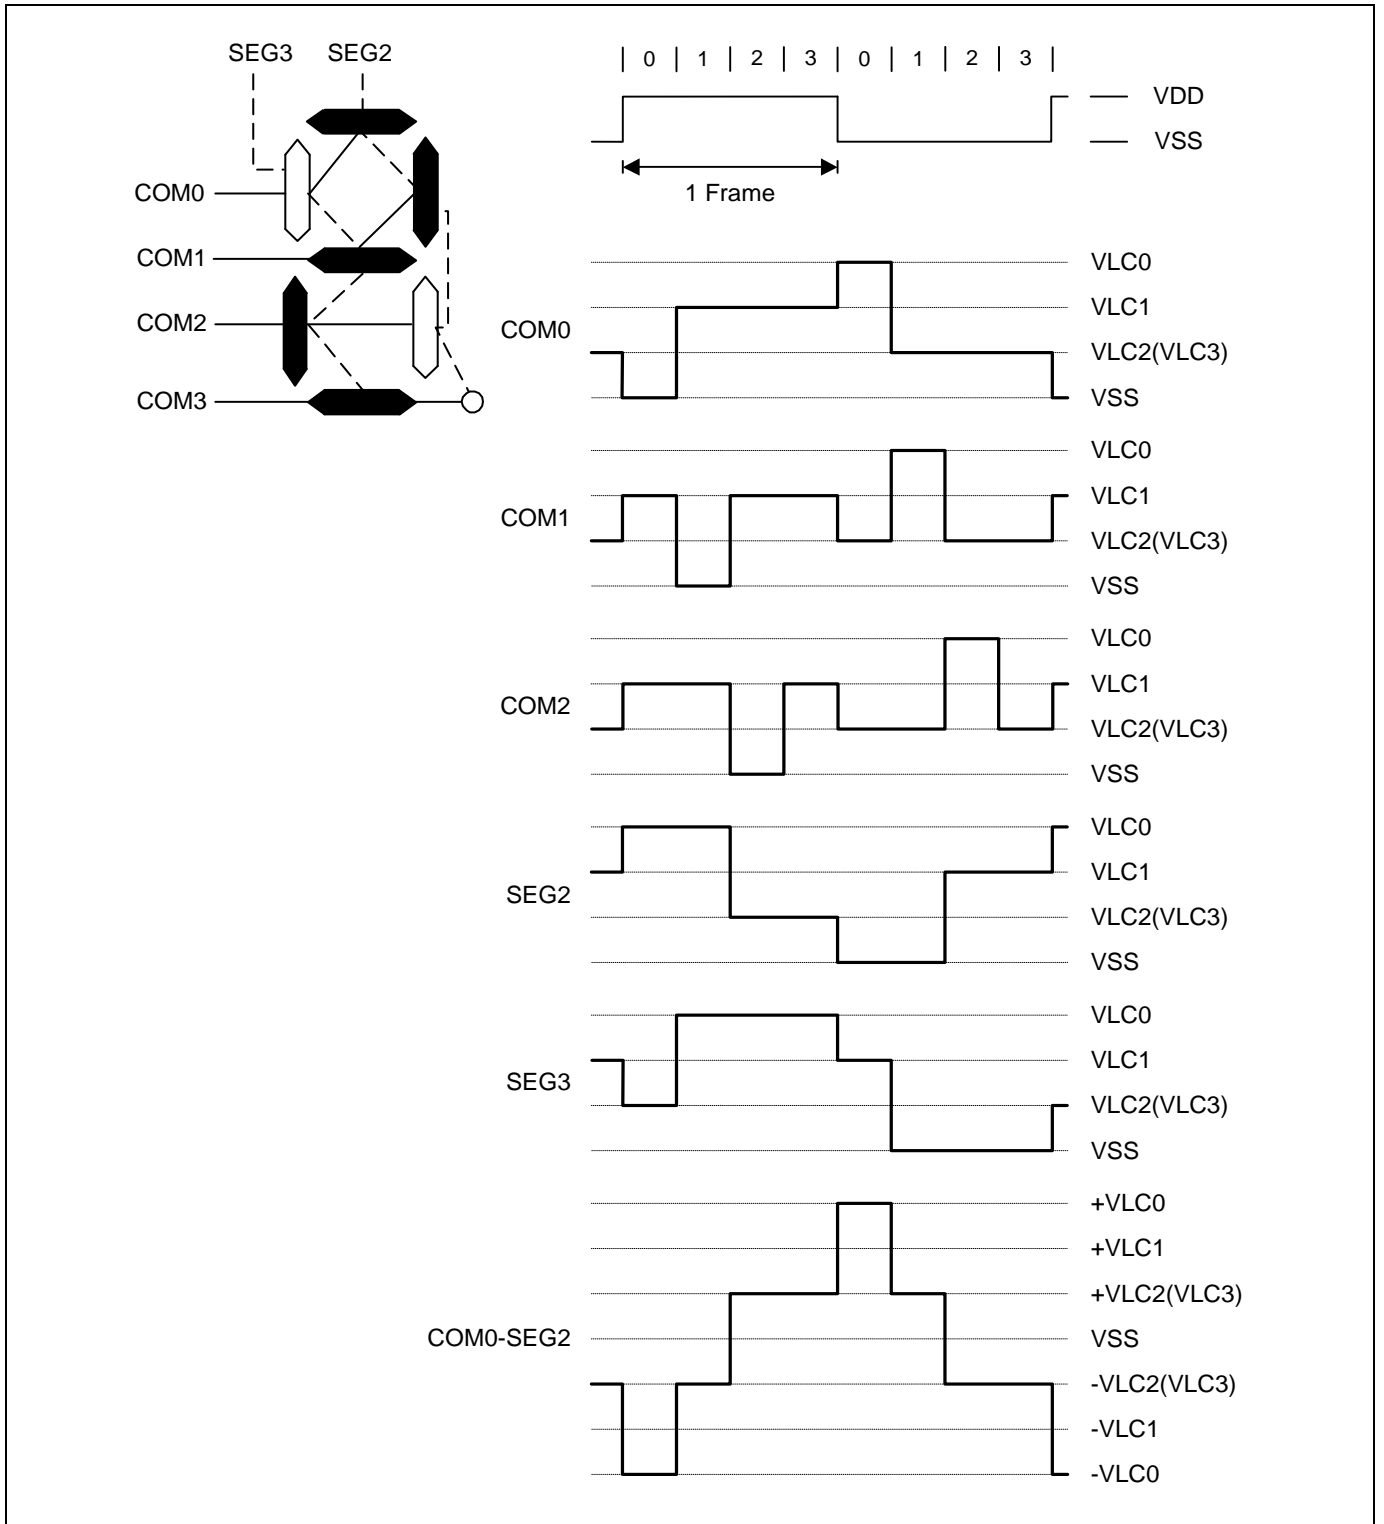 SEG3 SEG2
| 0 | 1 | 2 | 3 | 0 | 1 | 2 | 3 |
VDD
VSS
1 Frame
COM0
COM1
COM2
COM3
COM0
VLC0
VLC1
VLC2(VLC3)
VSS
COM1
VLC0
VLC1
VLC2(VLC3)
VSS
COM2
VLC0
VLC1
VLC2(VLC3)
VSS
SEG2
VLC0
VLC1
VLC2(VLC3)
VSS
SEG3
VLC0
VLC1
VLC2(VLC3)
VSS
COM0-SEG2
+VLC0
+VLC1
+VLC2(VLC3)
VSS
-VLC2(VLC3)
-VLC1
-VLC0